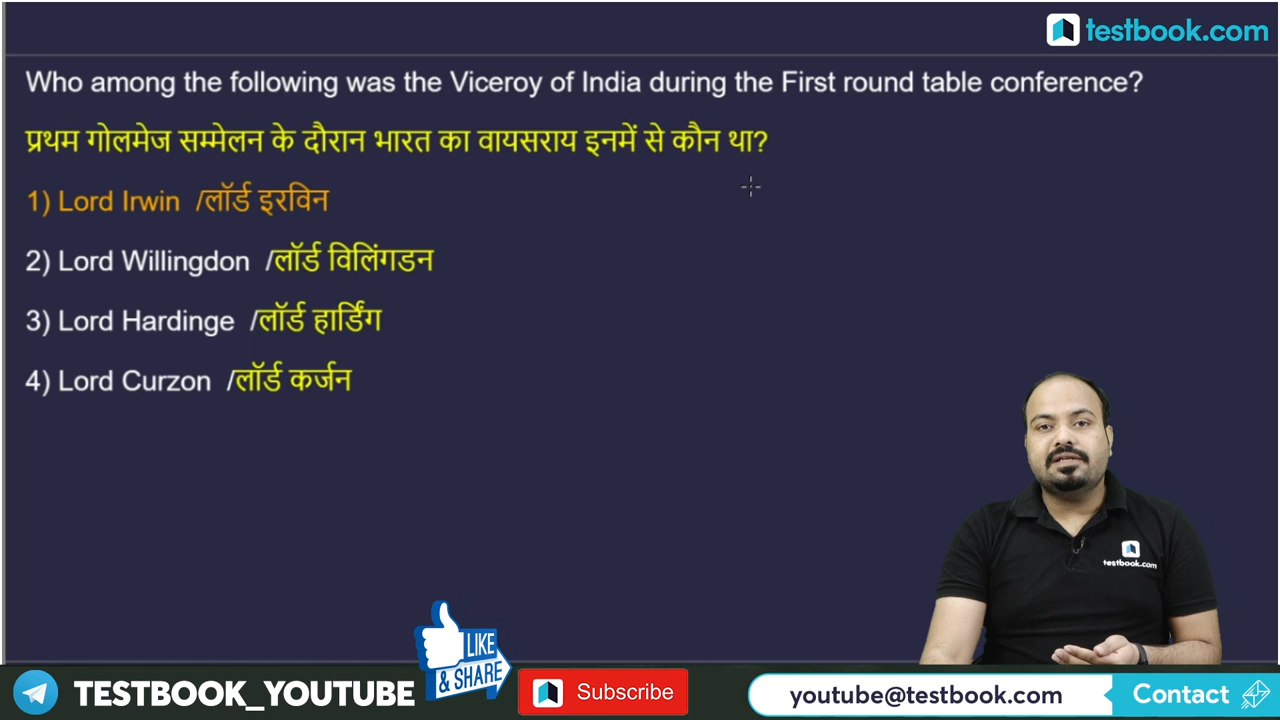 testbook.com
Who among the following was the Viceroy of India during the First round table conference?
प्रथम गोलमेज सम्मेलन के दौरान भारत का वायसराय इनमें से कौन था?
1) Lord Irwin /लॉर्ड इरविन
2) Lord Willingdon /लॉर्ड विलिंगडन
3) Lord Hardinge /लॉर्ड हार्डिंग
4) Lord Curzon /लॉर्ड कर्जन
testbook.com
LIKE
& SHARE
TESTBOOK_YOUTUBE
Subscribe
youtube@testbook.com
Contact